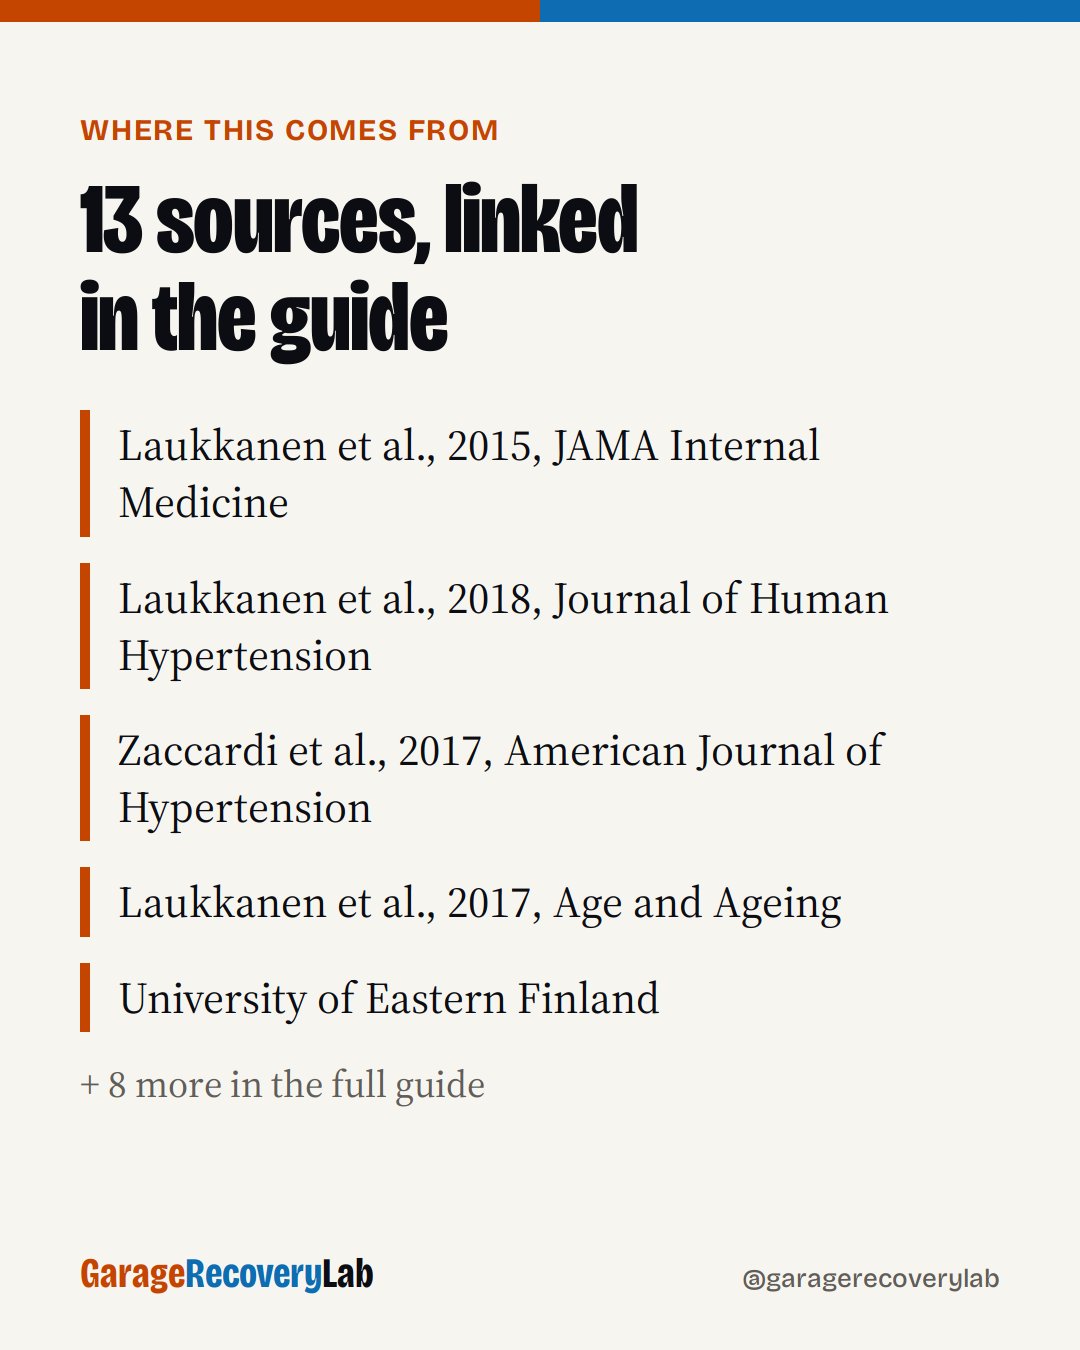 WHERE THIS COMES FROM
13 sources, linked
in the guide
Laukkanen et al., 2015, JAMA Internal
Medicine
Laukkanen et al., 2018, Journal of Human
Hypertension
Zaccardi et al., 2017, American Journal of
Hypertension
Laukkanen et al., 2017, Age and Ageing
University of Eastern Finland
+ 8 more in the full guide
GarageRecoveryLab
@garagerecoverylab